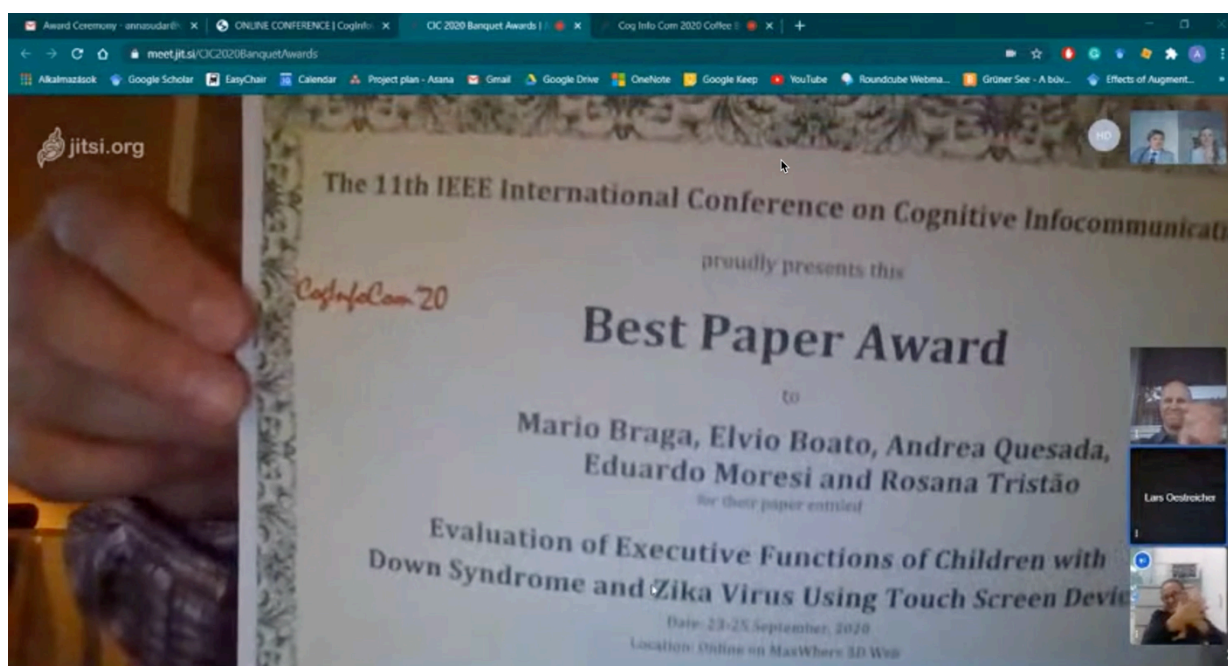 Award Ceremony - annasudar@
ONLINE CONFERENCE | CogInfo
CIC 2020 Banquet Awards |
Cog Info Com 2020 Coffee
meet.jit.si/CIC2020BanquetAwards
Alkalmazások Google Scholar EasyChair Calendar Project plan - Asana Gmail Google Drive OneNote Google Keep YouTube Roundcube Webma... Grüner See - A búv... Effects of Augment...
jitsi.org
HD
The 11th IEEE International Conference on Cognitive Infocommunicati
proudly presents this
CogInfoCom '20
Best Paper Award
to
Mario Braga, Elvio Boato, Andrea Quesada,
Eduardo Moresi and Rosana Tristão
for their paper entitled
Evaluation of Executive Functions of Children with
Down Syndrome and Zika Virus Using Touch Screen Devic
Date: 23-25 September, 2020
Location: Online on MaxWhere 3D Web
Lars Oestreicher